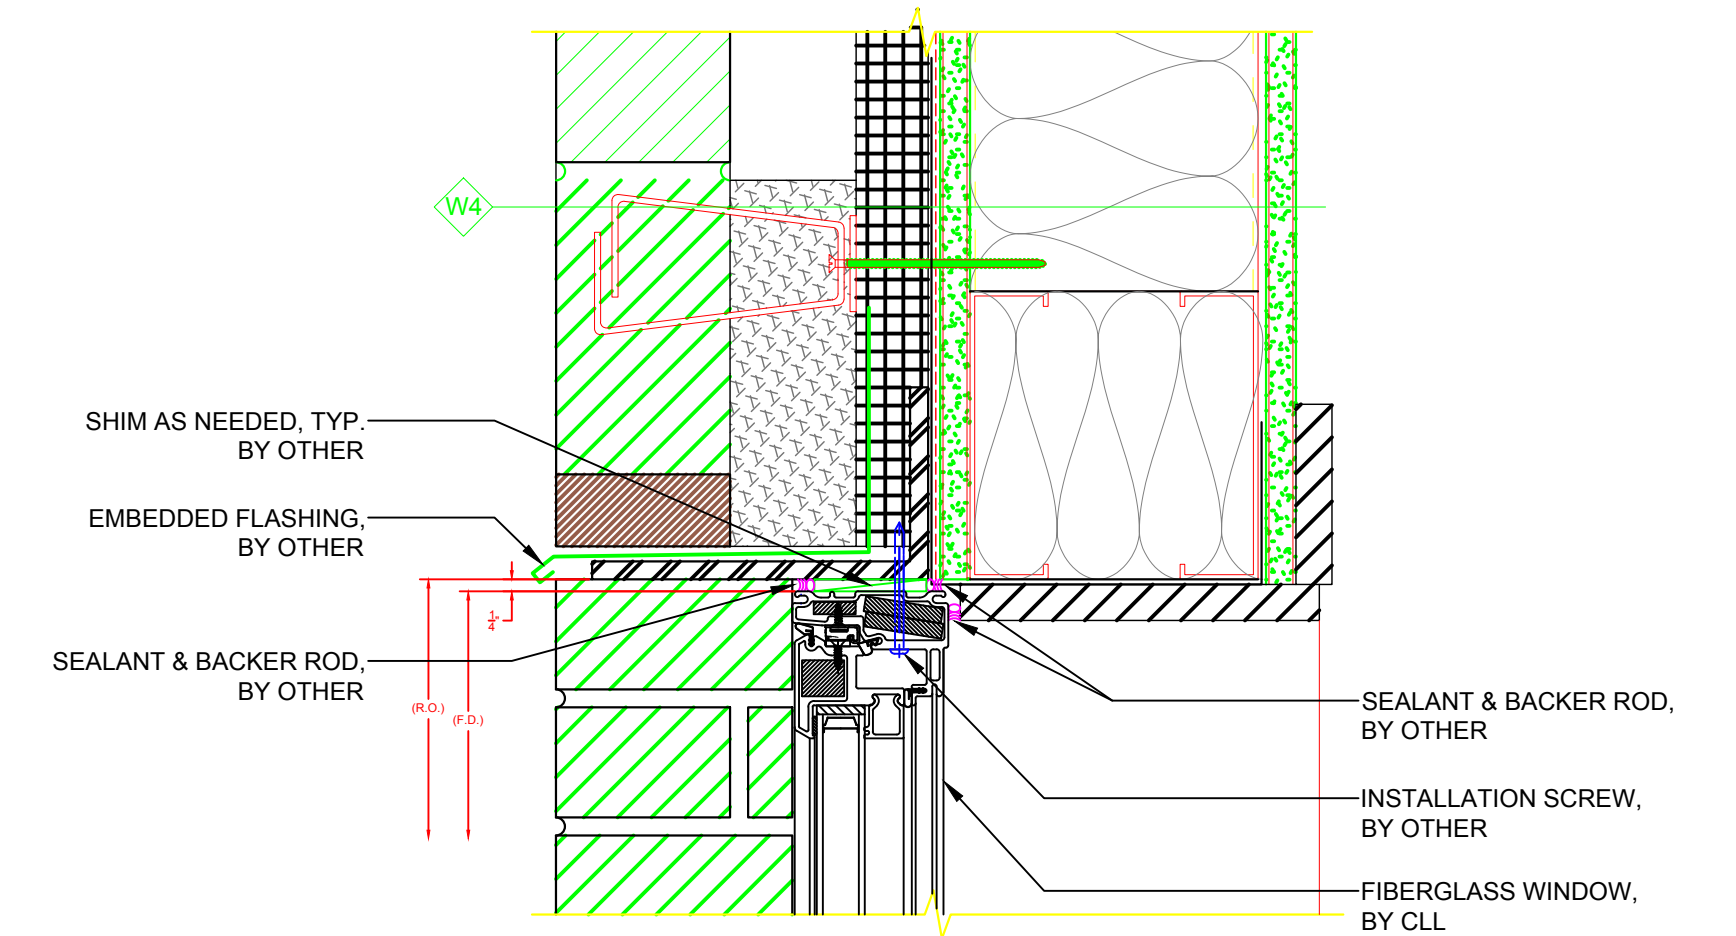 W4
SHIM AS NEEDED, TYP.
BY OTHER
EMBEDDED FLASHING,
BY OTHER
1/4"
SEALANT & BACKER ROD,
BY OTHER
(R.O.)
(F.D.)
SEALANT & BACKER ROD,
BY OTHER
INSTALLATION SCREW,
BY OTHER
FIBERGLASS WINDOW,
BY CLL